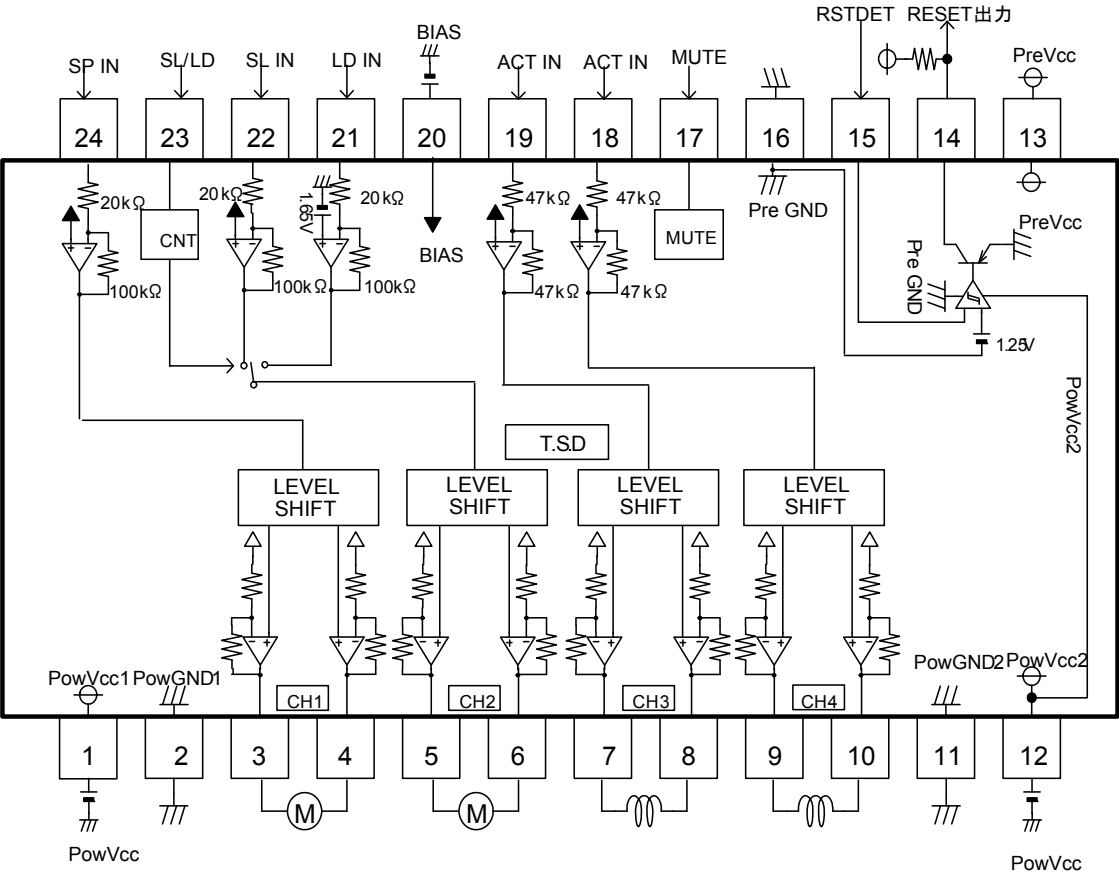 RSTDET RESET出力
BIAS
SP IN SL/LD SL IN LD IN ACT IN ACT IN MUTE PreVcc
24 23 22 21 20 19 18 17 16 15 14 13
20kΩ CNT 20kΩ 1.65V 20kΩ BIAS 47kΩ 47kΩ MUTE Pre GND PreVcc
100kΩ 100kΩ 100kΩ 47kΩ 47kΩ Pre GND
1.25V
PowVcc2
T.S.D
LEVEL SHIFT
LEVEL SHIFT
LEVEL SHIFT
LEVEL SHIFT
+ - + - + - + - + -
- + + - - + + - - + + - - + + -
PowVcc1 PowGND1 CH1 CH2 CH3 CH4 PowGND2 PowVcc2
1 2 3 4 5 6 7 8 9 10 11 12
M M
PowVcc PowVcc